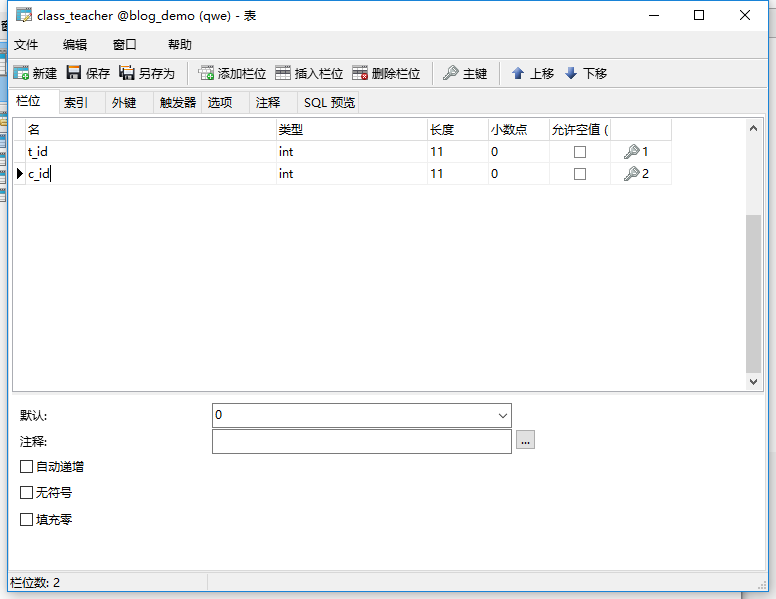 class_teacher @blog_demo (qwe) - 表
文件 编辑 窗口 帮助
新建 保存 另存为 添加栏位 插入栏位 删除栏位 主键 上移 下移
栏位 索引 外键 触发器 选项 注释 SQL 预览
名 类型 长度 小数点 允许空值 (
t_id int 11 0 1
c_id int 11 0 2
默认: 0
注释: ...
自动递增
无符号
填充零
栏位数: 2